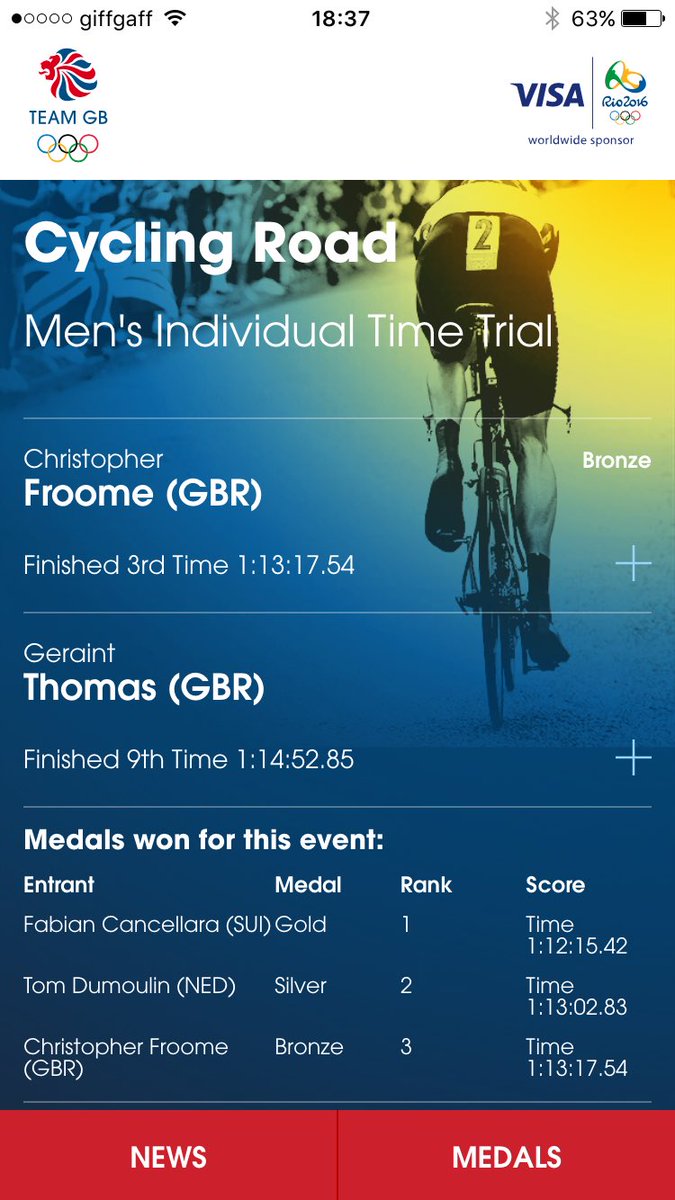 giffgaff 18:37 63%
TEAM GB
VISA
Rio2016
worldwide sponsor
2
Cycling Road
Men's Individual Time Trial
Christopher Bronze
Froome (GBR)
Finished 3rd Time 1:13:17.54
Geraint
Thomas (GBR)
Finished 9th Time 1:14:52.85
Medals won for this event:
Entrant Medal Rank Score
Fabian Cancellara (SUI) Gold 1 Time
1:12:15.42
Tom Dumoulin (NED) Silver 2 Time
1:13:02.83
Christopher Froome Bronze 3 Time
(GBR) 1:13:17.54
NEWS MEDALS